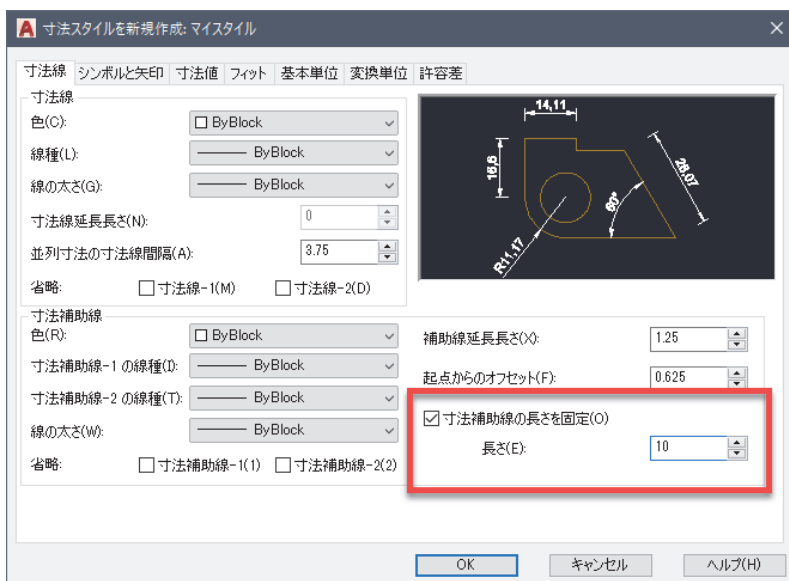 寸法スタイルを新規作成: マイスタイル
寸法線 シンボルと矢印 寸法値 フィット 基本単位 変換単位 許容差
寸法線
色(C): ByBlock
線種(L): ByBlock
線の太さ(G): ByBlock
寸法線延長長さ(N): 0
並列寸法の寸法線間隔(A): 3.75
省略: 寸法線-1(M) 寸法線-2(D)
14,11
16,6
28,07
60°
R11,17
寸法補助線
色(R): ByBlock
寸法補助線-1 の線種(I): ByBlock
寸法補助線-2 の線種(T): ByBlock
線の太さ(W): ByBlock
省略: 寸法補助線-1(1) 寸法補助線-2(2)
補助線延長長さ(X): 1.25
起点からのオフセット(F): 0.625
寸法補助線の長さを固定(O)
長さ(E): 10
OK キャンセル ヘルプ(H)